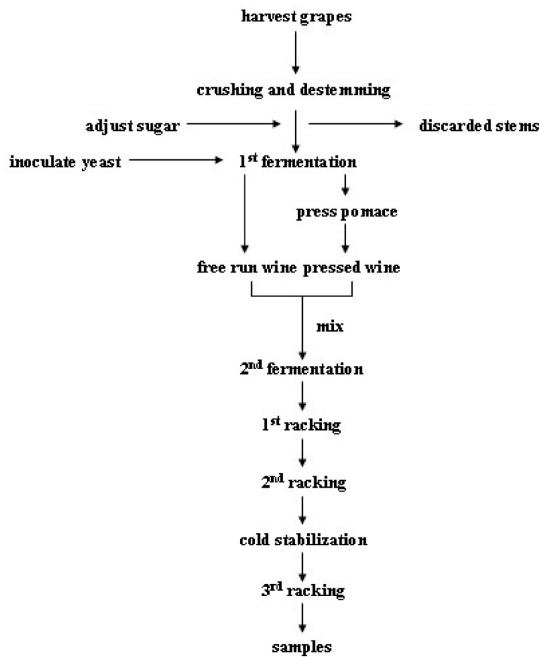 harvest grapes
crushing and destemming
adjust sugar
discarded stems
inoculate yeast
1st fermentation
press pomace
free run wine pressed wine
mix
2nd fermentation
1st racking
2nd racking
cold stabilization
3rd racking
samples